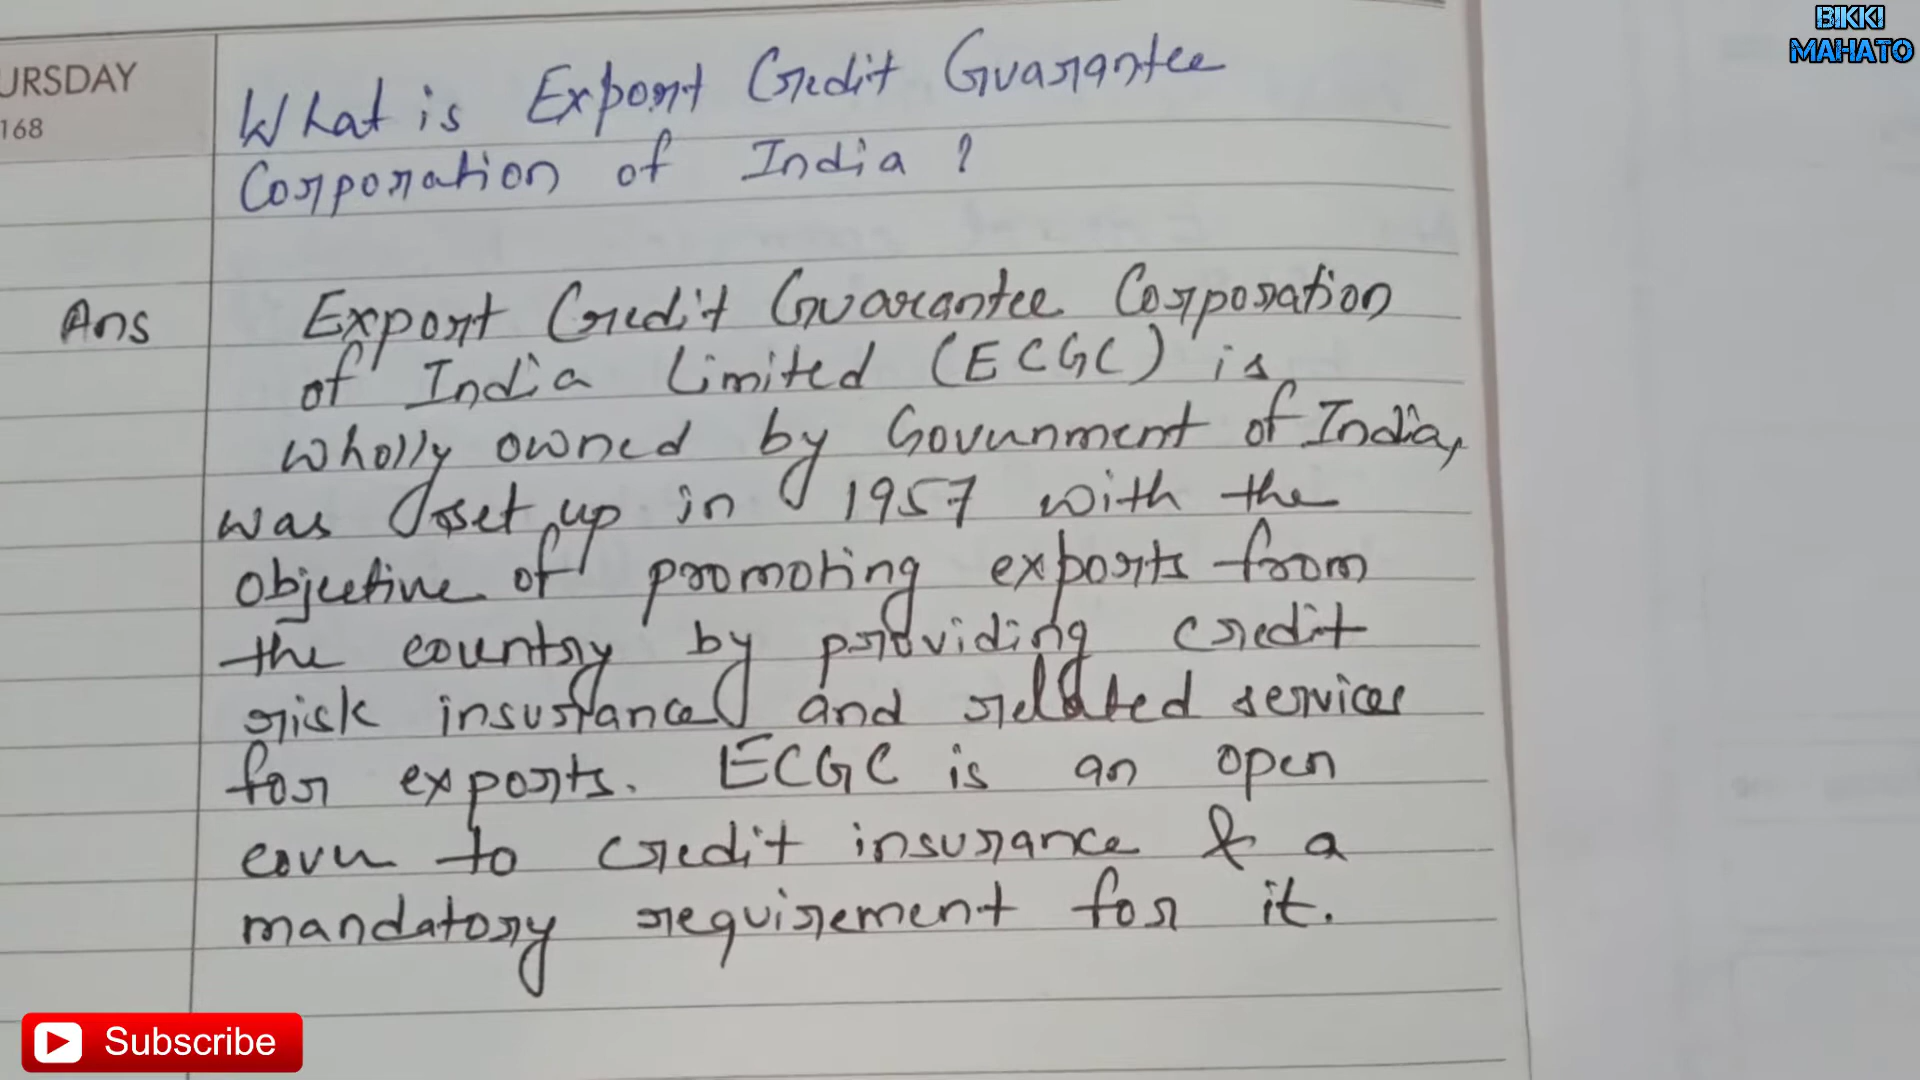 BIKKI
MAHATO
URSDAY
168
What is Export Credit Guarantee
Corporation of India ?
Ans Export Credit Guarantee Corporation
of India Limited (ECGC) is
wholly owned by Government of India,
was set up in 1957 with the
objective of promoting exports from
the country by providing credit
risk insurance and related services
for exports. ECGC is an open
cover to credit insurance & a
mandatory requirement for it.
Subscribe